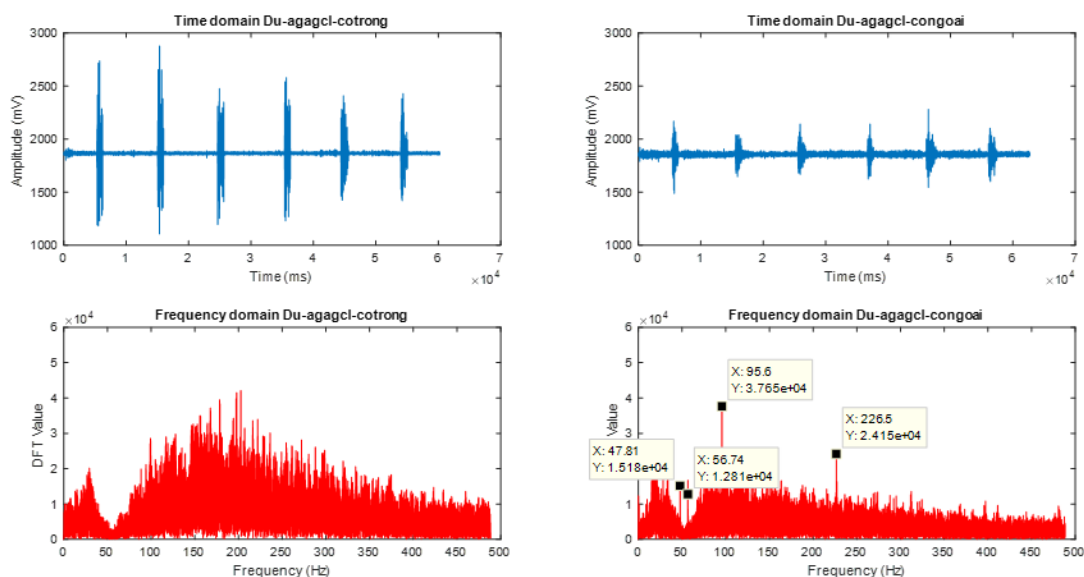 Time domain Du-agagcl-cotrong
3000
2500
2000
1500
1000
Amplitude (mV)
0 1 2 3 4 5 6 7
Time (ms)
×10^4
Time domain Du-agagcl-congoai
3000
2500
2000
1500
1000
Amplitude (mV)
0 1 2 3 4 5 6 7
Time (ms)
×10^4
Frequency domain Du-agagcl-cotrong
×10^4
6
5
4
3
2
1
0
DFT Value
0 50 100 150 200 250 300 350 400 450 500
Frequency (Hz)
Frequency domain Du-agagcl-congoai
×10^4
6
5
4
3
2
1
0
Value
X: 95.6
Y: 3.765e+04
X: 226.5
Y: 2.415e+04
X: 47.81
Y: 1.518e+04
X: 56.74
Y: 1.281e+04
0 50 100 150 200 250 300 350 400 450 500
Frequency (Hz)